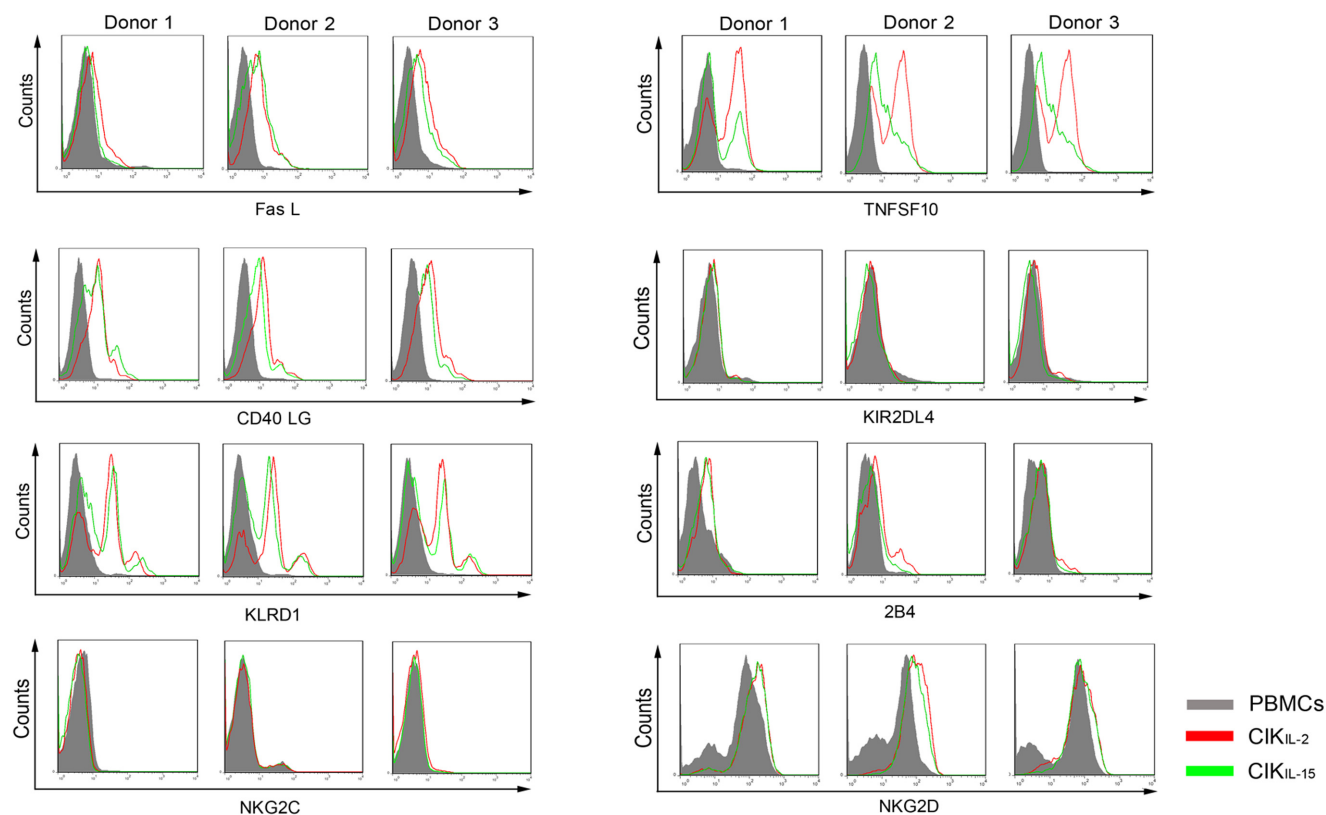 Donor 1 Donor 2 Donor 3
Counts
Fas L
Donor 1 Donor 2 Donor 3
Counts
TNFSF10
Counts
CD40 LG
Counts
KIR2DL4
Counts
KLRD1
Counts
2B4
Counts
NKG2C
Counts
NKG2D
PBMCs
CIKIL-2
CIKIL-15